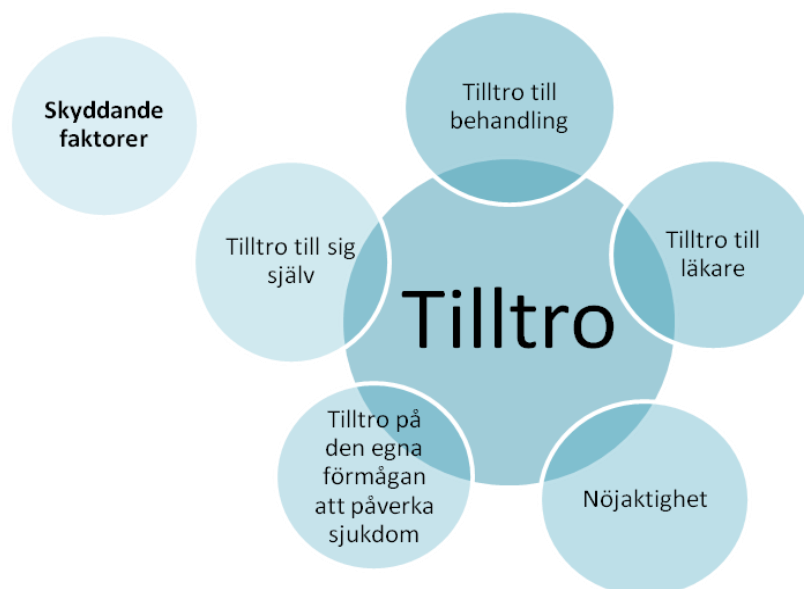 Skyddande
faktorer
Tilltro till
behandling
Tilltro till sig
själv
Tilltro till
läkare
Tilltro
Tilltro på
den egna
förmågan
att påverka
sjukdom
Nöjaktighet